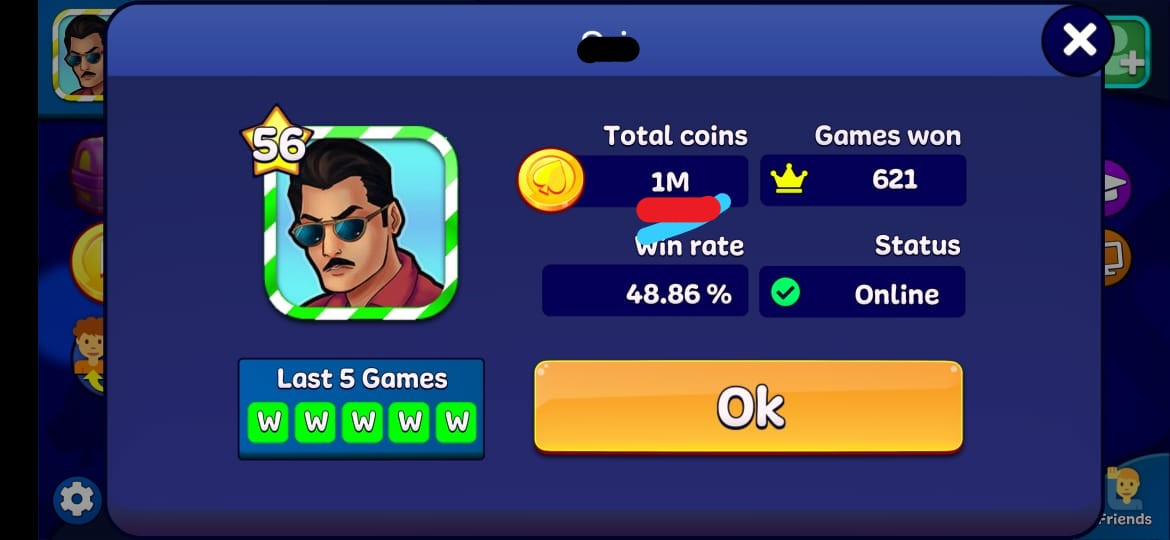 56
Total coins
1M
Games won
621
Win rate
48.86 %
Status
Online
Last 5 Games
W W W W W
Ok
Friends